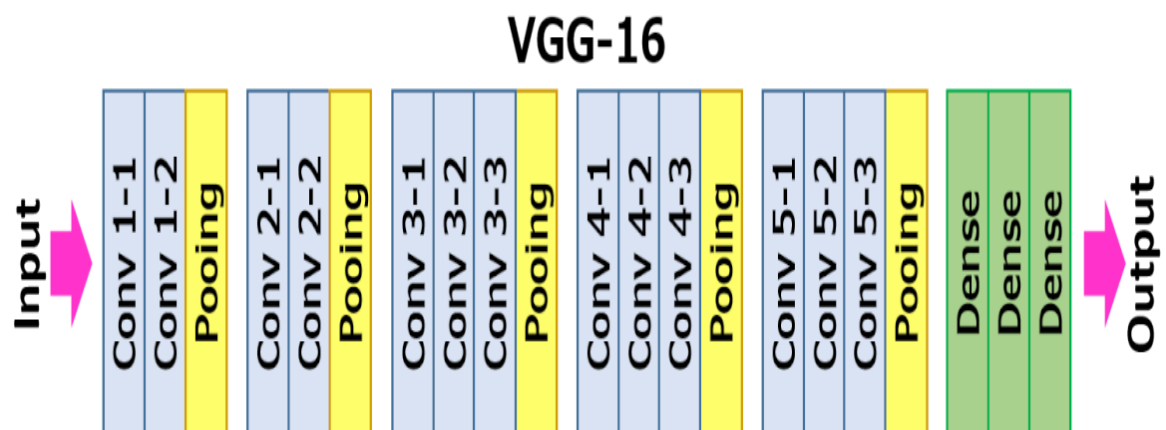 VGG-16
Input
Conv 1-1
Conv 1-2
Pooing
Conv 2-1
Conv 2-2
Pooing
Conv 3-1
Conv 3-2
Conv 3-3
Pooing
Conv 4-1
Conv 4-2
Conv 4-3
Pooing
Conv 5-1
Conv 5-2
Conv 5-3
Pooing
Dense
Dense
Dense
Output